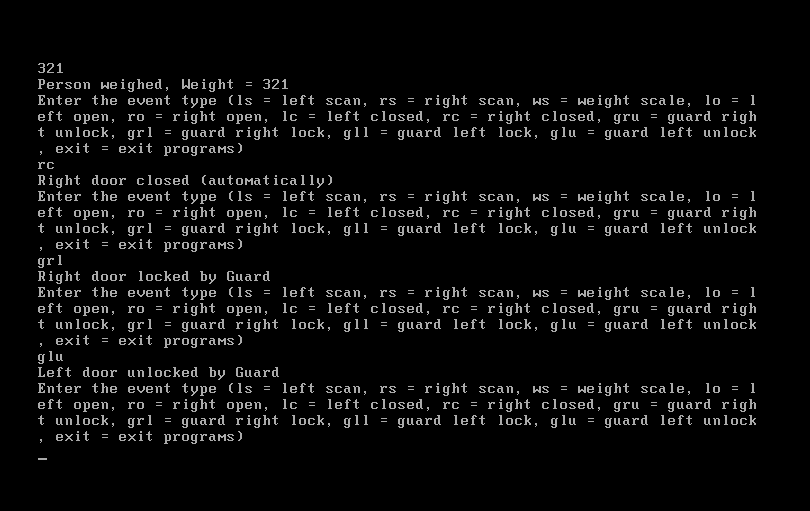 321
Person weighed, Weight = 321
Enter the event type (ls = left scan, rs = right scan, ws = weight scale, lo = l
eft open, ro = right open, lc = left closed, rc = right closed, gru = guard righ
t unlock, grl = guard right lock, gll = guard left lock, glu = guard left unlock
, exit = exit programs)
rc
Right door closed (automatically)
Enter the event type (ls = left scan, rs = right scan, ws = weight scale, lo = l
eft open, ro = right open, lc = left closed, rc = right closed, gru = guard righ
t unlock, grl = guard right lock, gll = guard left lock, glu = guard left unlock
, exit = exit programs)
grl
Right door locked by Guard
Enter the event type (ls = left scan, rs = right scan, ws = weight scale, lo = l
eft open, ro = right open, lc = left closed, rc = right closed, gru = guard righ
t unlock, grl = guard right lock, gll = guard left lock, glu = guard left unlock
, exit = exit programs)
glu
Left door unlocked by Guard
Enter the event type (ls = left scan, rs = right scan, ws = weight scale, lo = l
eft open, ro = right open, lc = left closed, rc = right closed, gru = guard righ
t unlock, grl = guard right lock, gll = guard left lock, glu = guard left unlock
, exit = exit programs)